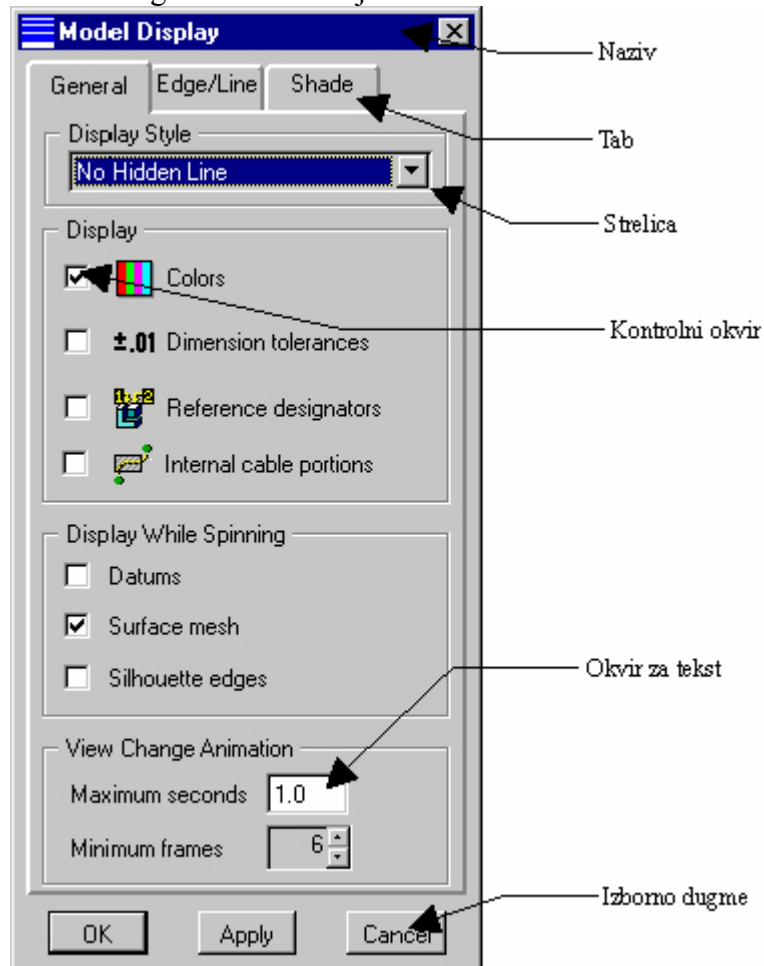 Model Display
Naziv
General Edge/Line Shade
Tab
Display Style
No Hidden Line
Strelica
Display
Colors
Kontrolni okvir
±.01 Dimension tolerances
Reference designators
Internal cable portions
Display While Spinning
Datums
Surface mesh
Okvir za tekst
Silhouette edges
View Change Animation
Maximum seconds 1.0
Minimum frames 6
Izborno dugme
OK Apply Cancel